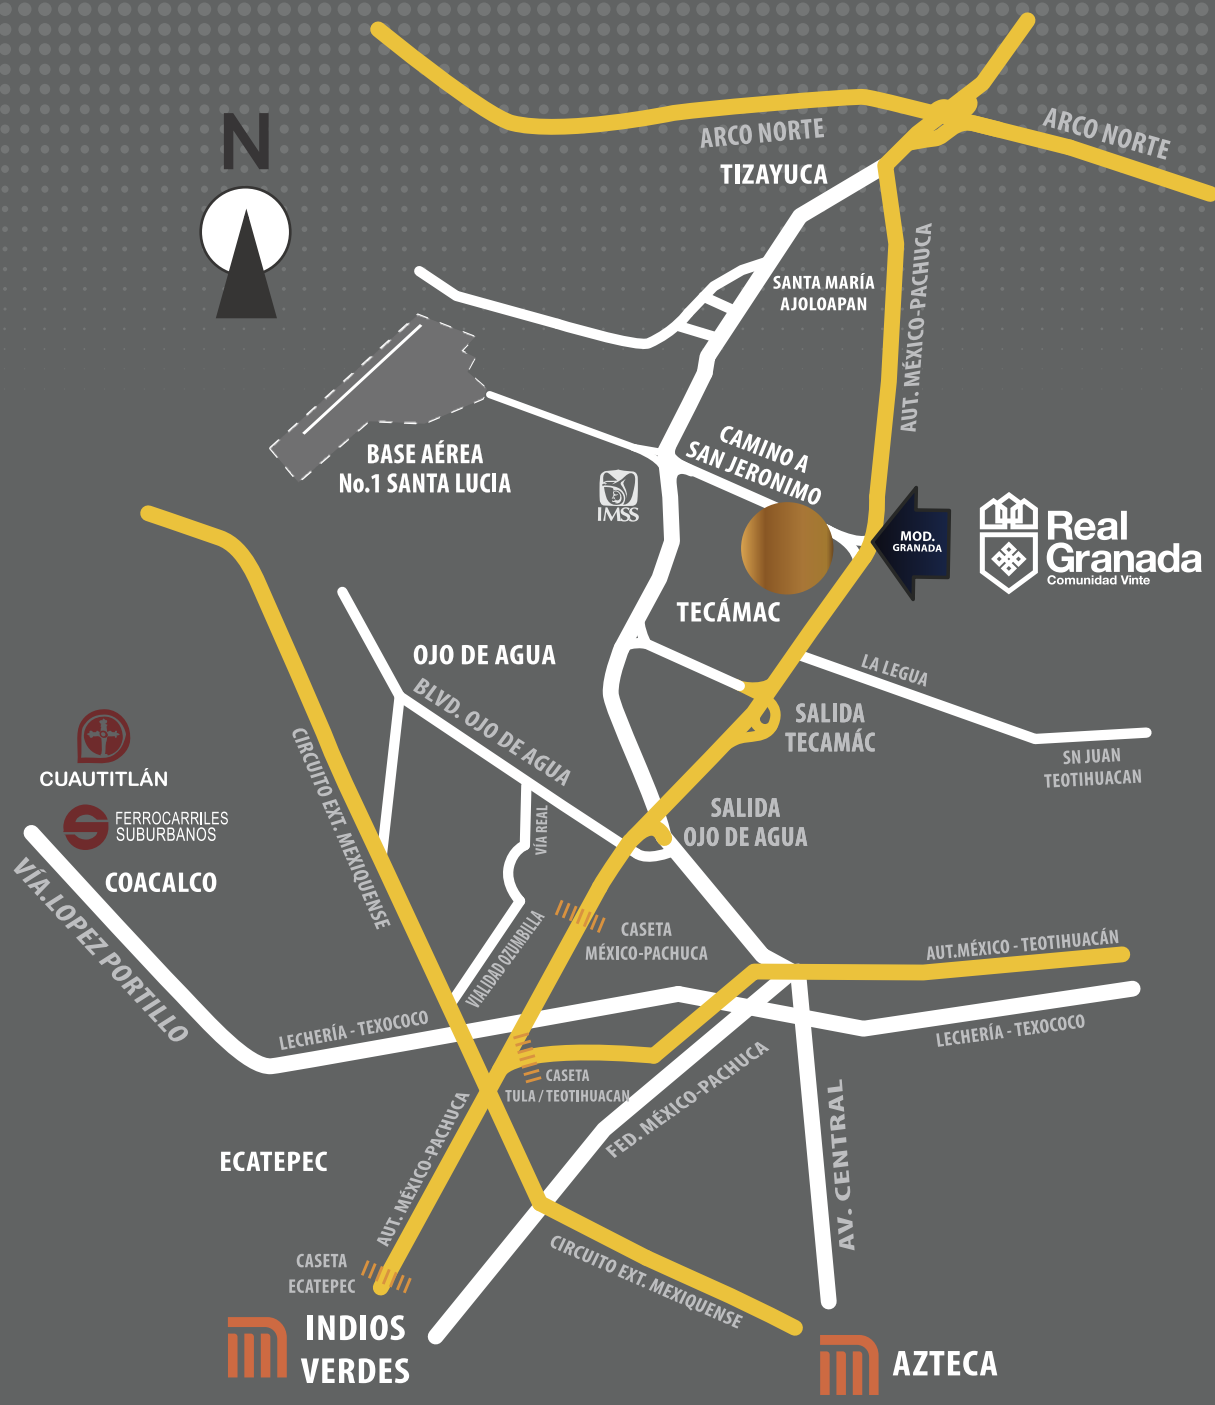 N
ARCO NORTE
ARCO NORTE
TIZAYUCA
AUT. MÉXICO-PACHUCA
SANTA MARÍA
AJOLOAPAN
BASE AÉREA
No.1 SANTA LUCIA
CAMINO A
SAN JERONIMO
IMSS
MOD.
GRANADA
Real
Granada
Comunidad Vinte
TECÁMAC
OJO DE AGUA
BLVD. OJO DE AGUA
LA LEGUA
SALIDA
TECAMÁC
SN JUAN
TEOTIHUACAN
CUAUTITLÁN
FERROCARRILES
SUBURBANOS
COACALCO
VÍA.LOPEZ PORTILLO
CIRCUITO EXT. MEXIQUENSE
VÍA REAL
SALIDA
OJO DE AGUA
VIALIDAD OZUMBILLA
CASETA
MÉXICO-PACHUCA
AUT.MÉXICO - TEOTIHUACÁN
LECHERÍA - TEXOCOCO
LECHERÍA - TEXOCOCO
CASETA
TULA / TEOTIHUACAN
FED. MÉXICO-PACHUCA
AV. CENTRAL
ECATEPEC
AUT. MÉXICO-PACHUCA
CASETA
ECATEPEC
CIRCUITO EXT. MEXIQUENSE
INDIOS
VERDES
AZTECA